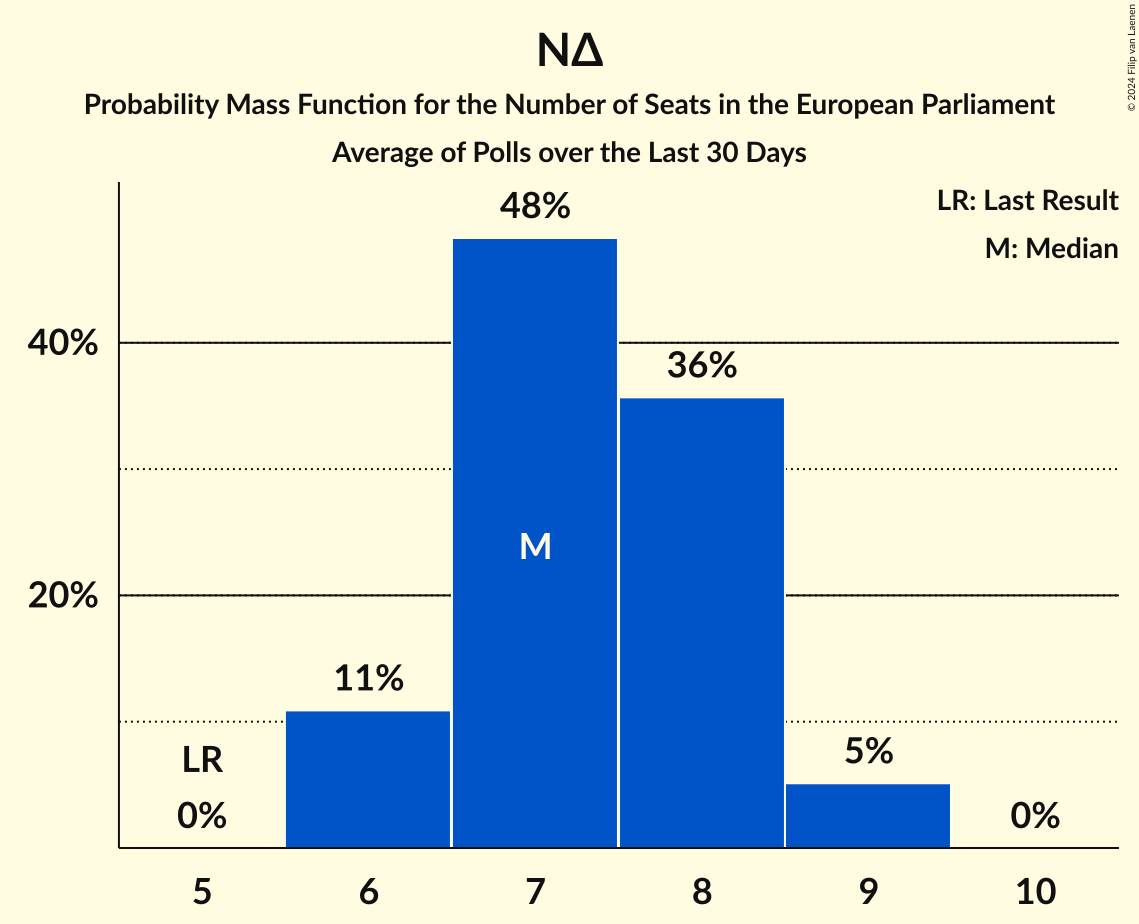 ΝΔ
Probability Mass Function for the Number of Seats in the European Parliament
Average of Polls over the Last 30 Days
© 2024 Filip van Laenen
LR: Last Result
M: Median
48%
40%
36%
M
20%
11%
5%
LR
0%
0%
5 6 7 8 9 10